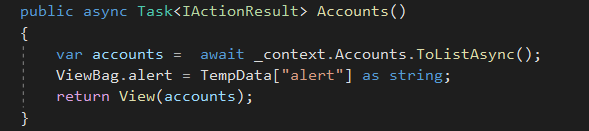 public async Task<IActionResult> Accounts()
{
var accounts =  await _context.Accounts.ToListAsync();
ViewBag.alert = TempData["alert"] as string;
return View(accounts);
}